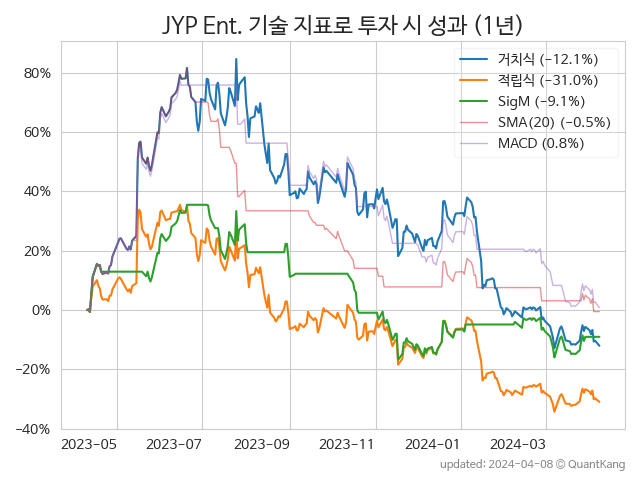 JYP Ent. 기술 지표로 투자 시 성과 (1년)
거치식 (−12.1%)
적립식 (−31.0%)
SigM (−9.1%)
SMA(20) (−0.5%)
MACD (0.8%)
80%
60%
40%
20%
0%
−20%
−40%
2023-05 2023-07 2023-09 2023-11 2024-01 2024-03
updated: 2024-04-08 © QuantKang